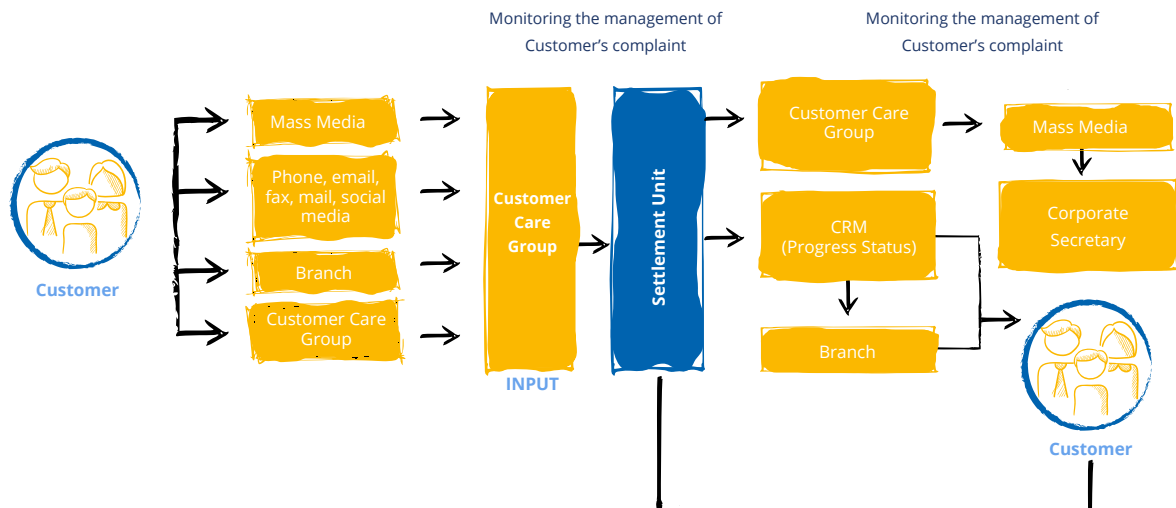 Monitoring the management of
Customer’s complaint
Monitoring the management of
Customer’s complaint
Customer
Mass Media
Phone, email,
fax, mail, social
media
Branch
Customer Care
Group
Customer
Care
Group
INPUT
Settlement Unit
Customer Care
Group
CRM
(Progress Status)
Branch
Mass Media
Corporate
Secretary
Customer